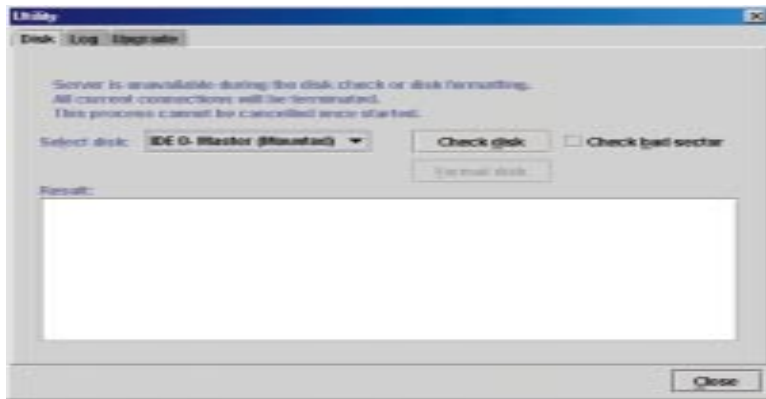 Utility
Disk Log Upgrade
Server is unavailable during the disk check or disk formatting.
All current connections will be terminated.
This process cannot be cancelled once started.
Select disk: IDE 0- Master (Mounted) Check disk Check bad sector
Format disk
Result:
Close